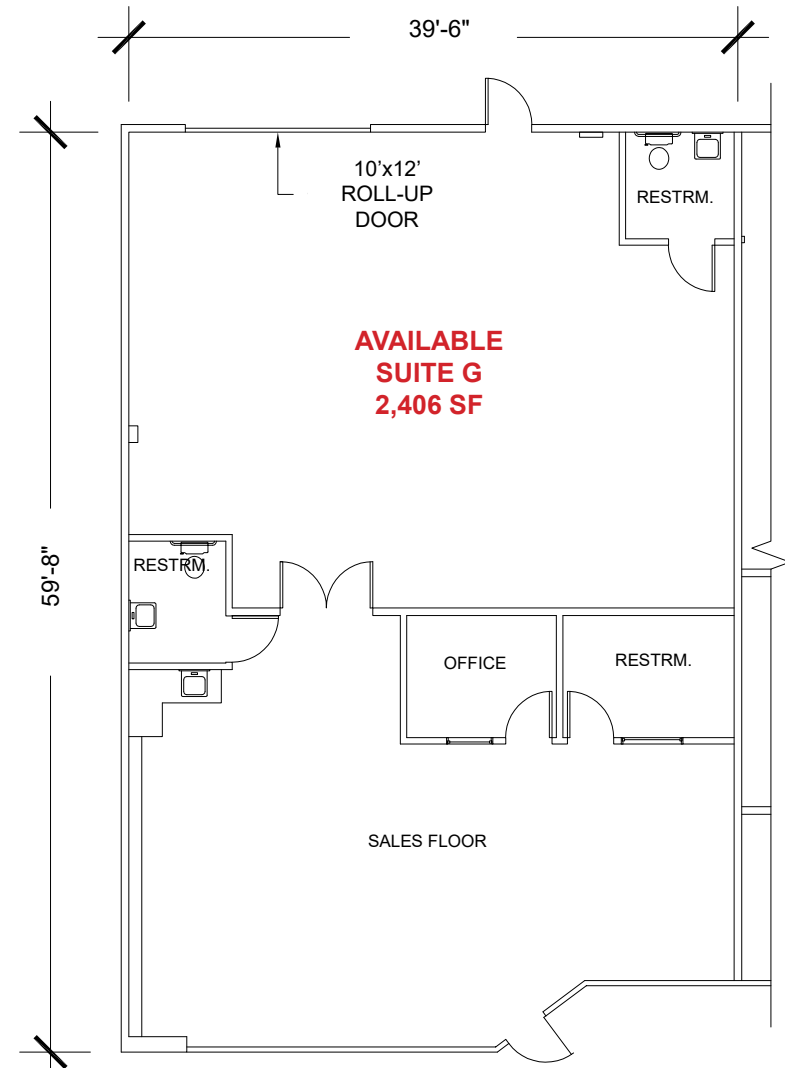 39'-6"
10’x12’
ROLL-UP
DOOR
RESTRM.
AVAILABLE
SUITE G
2,406 SF
59'-8"
RESTRM.
OFFICE
RESTRM.
SALES FLOOR